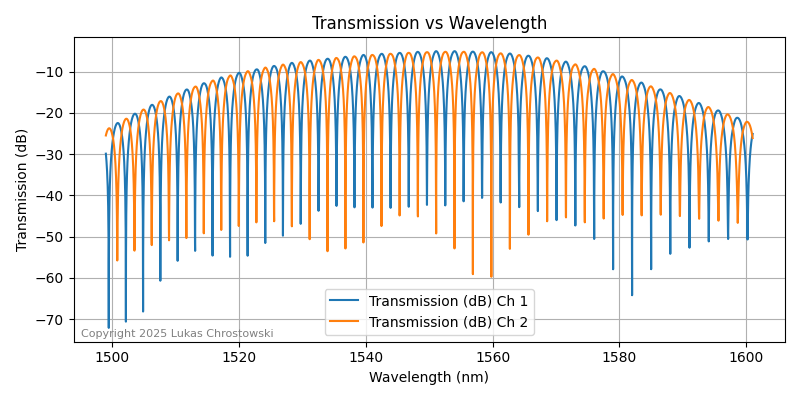 Transmission vs Wavelength
Transmission (dB)
−10
−20
−30
−40
−50
−60
−70
Transmission (dB) Ch 1
Transmission (dB) Ch 2
Copyright 2025 Lukas Chrostowski
1500 1520 1540 1560 1580 1600
Wavelength (nm)